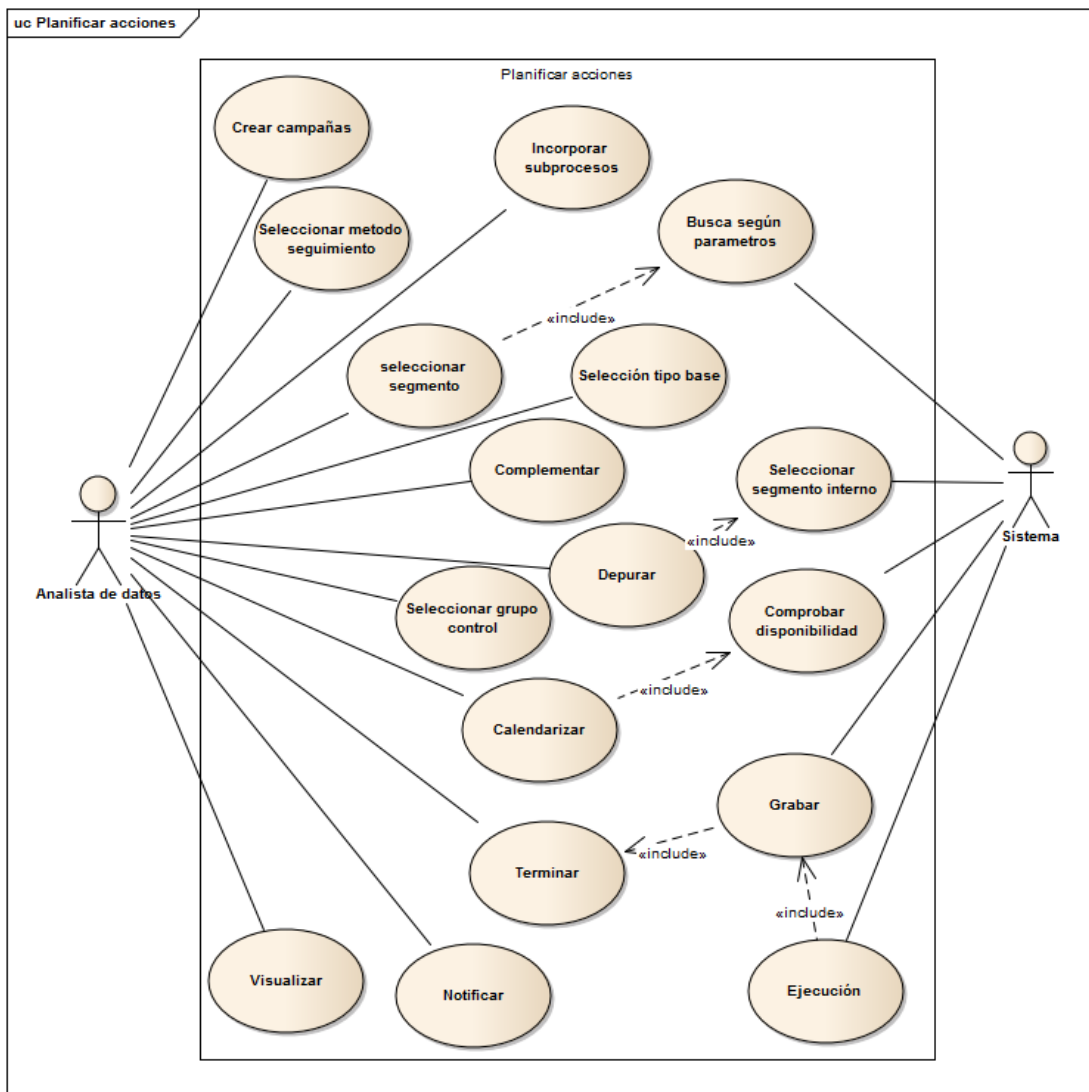 uc Planificar acciones
Planificar acciones
Crear campañas
Incorporar
subprocesos
Seleccionar metodo
seguimiento
Busca según
parametros
«include»
seleccionar
segmento
Selección tipo base
Complementar
Seleccionar
segmento interno
«include»
Depurar
Analista de datos
Sistema
Seleccionar grupo
control
Comprobar
disponibilidad
«include»
Calendarizar
Grabar
«include»
Terminar
«include»
Visualizar
Notificar
Ejecución